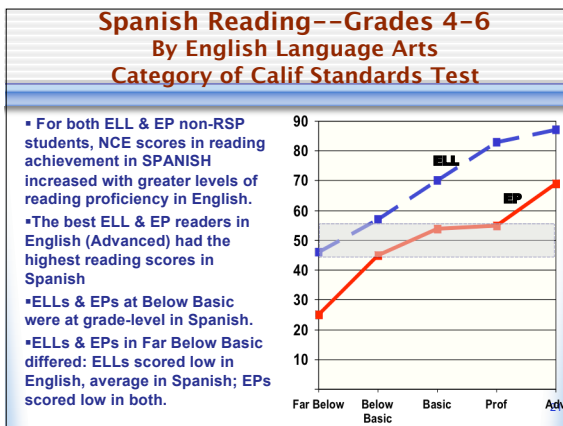 Spanish Reading--Grades 4-6
By English Language Arts
Category of Calif Standards Test
▪ For both ELL & EP non-RSP
students, NCE scores in reading
achievement in SPANISH
increased with greater levels of
reading proficiency in English.
▪The best ELL & EP readers in
English (Advanced) had the
highest reading scores in
Spanish
▪ELLs & EPs at Below Basic
were at grade-level in Spanish.
▪ELLs & EPs in Far Below Basic
differed: ELLs scored low in
English, average in Spanish; EPs
scored low in both.
90
80
70
60
50
40
30
20
10
ELL
EP
Far Below
Below
Basic
Basic
Prof
Adv